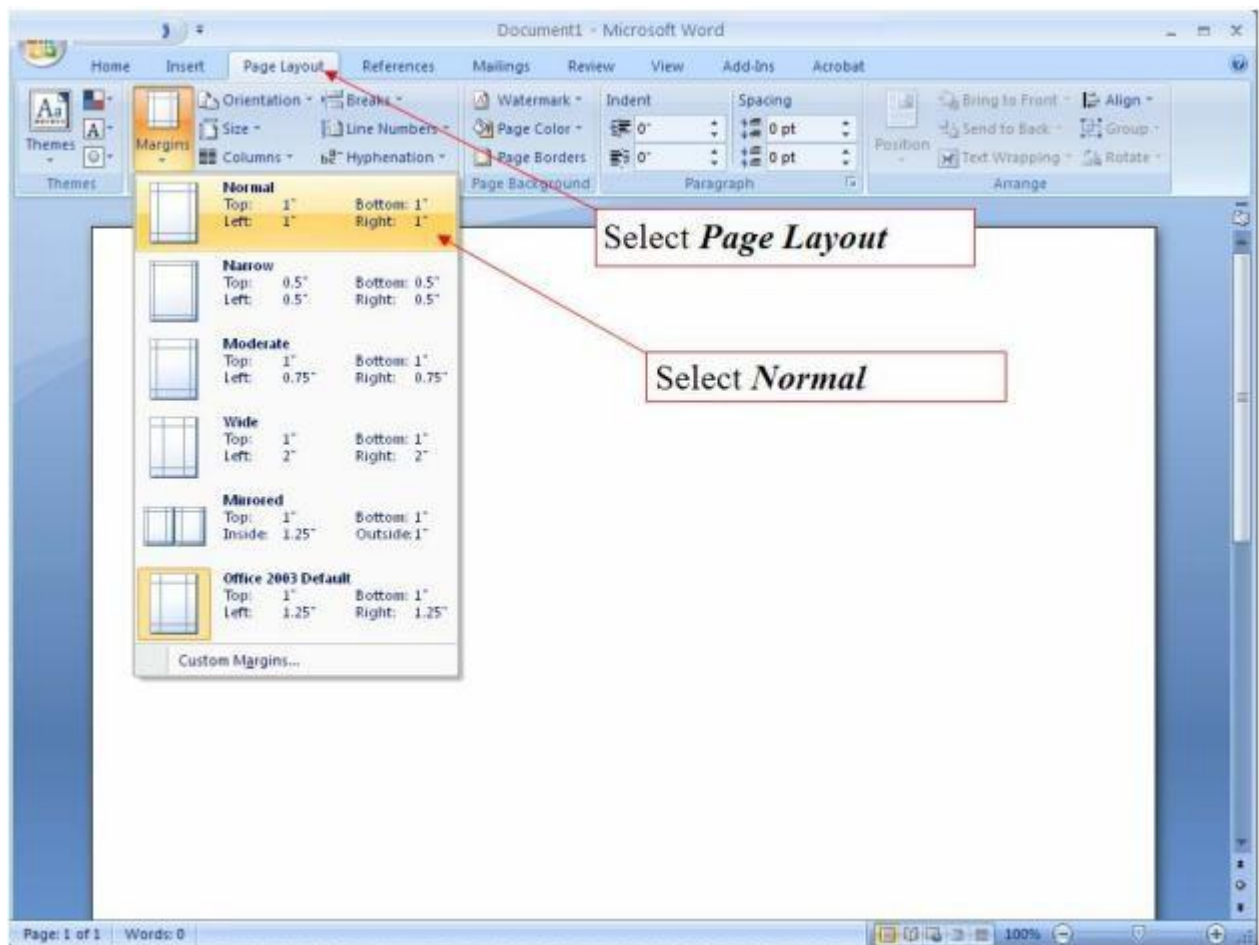 Document1 - Microsoft Word
Home Insert Page Layout References Mailings Review View Add-Ins Acrobat
Themes
Margins
Orientation
Size
Columns
Breaks
Line Numbers
Hyphenation
Watermark
Page Color
Page Borders
Indent
0"
0"
Spacing
0 pt
0 pt
Position
Bring to Front
Send to Back
Text Wrapping
Align
Group
Rotate
Themes Page Background Paragraph Arrange
Normal
Top: 1" Bottom: 1"
Left: 1" Right: 1"
Narrow
Top: 0.5" Bottom: 0.5"
Left: 0.5" Right: 0.5"
Moderate
Top: 1" Bottom: 1"
Left: 0.75" Right: 0.75"
Wide
Top: 1" Bottom: 1"
Left: 2" Right: 2"
Mirrored
Top: 1" Bottom: 1"
Inside: 1.25" Outside: 1"
Office 2003 Default
Top: 1" Bottom: 1"
Left: 1.25" Right: 1.25"
Custom Margins...
Select Page Layout
Select Normal
Page: 1 of 1 Words: 0 100%